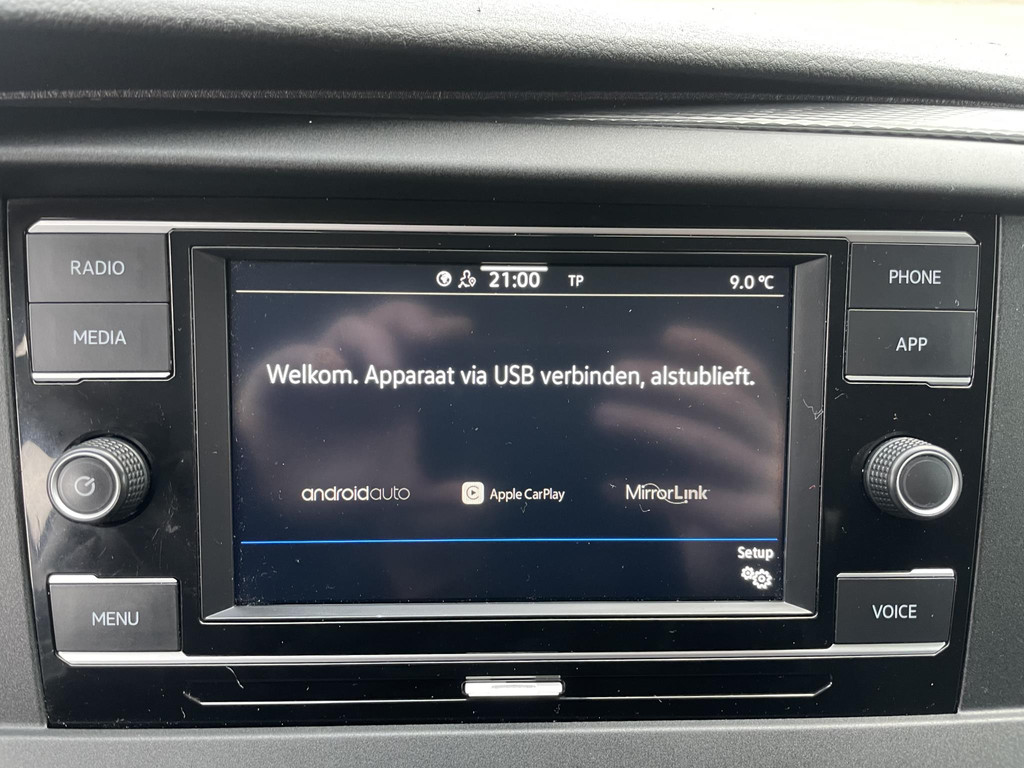 RADIO
MEDIA
21:00 TP 9.0 °C
PHONE
APP
Welkom. Apparaat via USB verbinden, alstublieft.
androidauto
Apple CarPlay
MirrorLink
Setup
MENU
VOICE